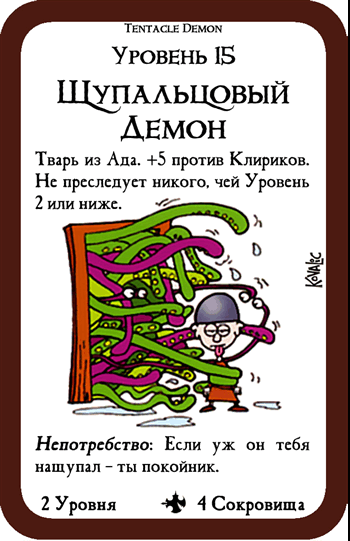 Tentacle Demon
Уровень 15
Щупальцовый
Демон
Тварь из Ада. +5 против Клириков.
Не преследует никого, чей Уровень
2 или ниже.
Kovalic
Непотребство: Если уж он тебя
нащупал – ты покойник.
2 Уровня 4 Сокровища